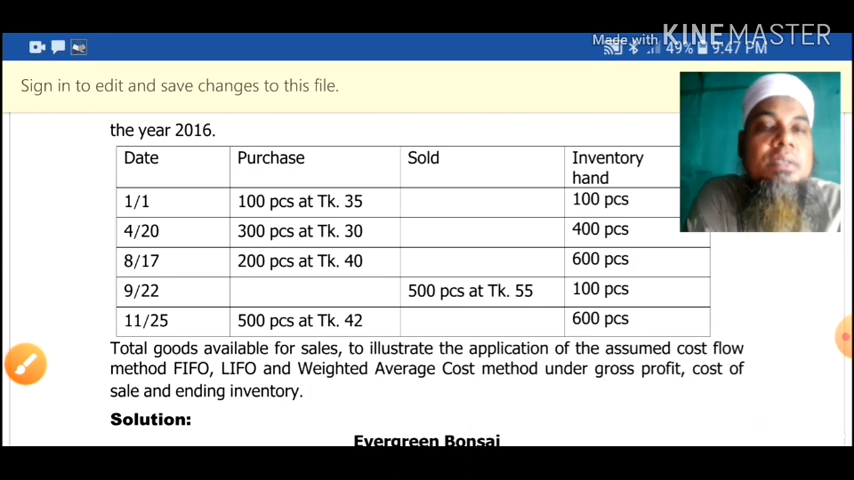 Made with KINEMASTER
49% 9:47 PM
Sign in to edit and save changes to this file.
the year 2016.
Date Purchase Sold Inventory
hand
1/1 100 pcs at Tk. 35 100 pcs
4/20 300 pcs at Tk. 30 400 pcs
8/17 200 pcs at Tk. 40 600 pcs
9/22 500 pcs at Tk. 55 100 pcs
11/25 500 pcs at Tk. 42 600 pcs
Total goods available for sales, to illustrate the application of the assumed cost flow
method FIFO, LIFO and Weighted Average Cost method under gross profit, cost of
sale and ending inventory.
Solution:
Evergreen Bonsai